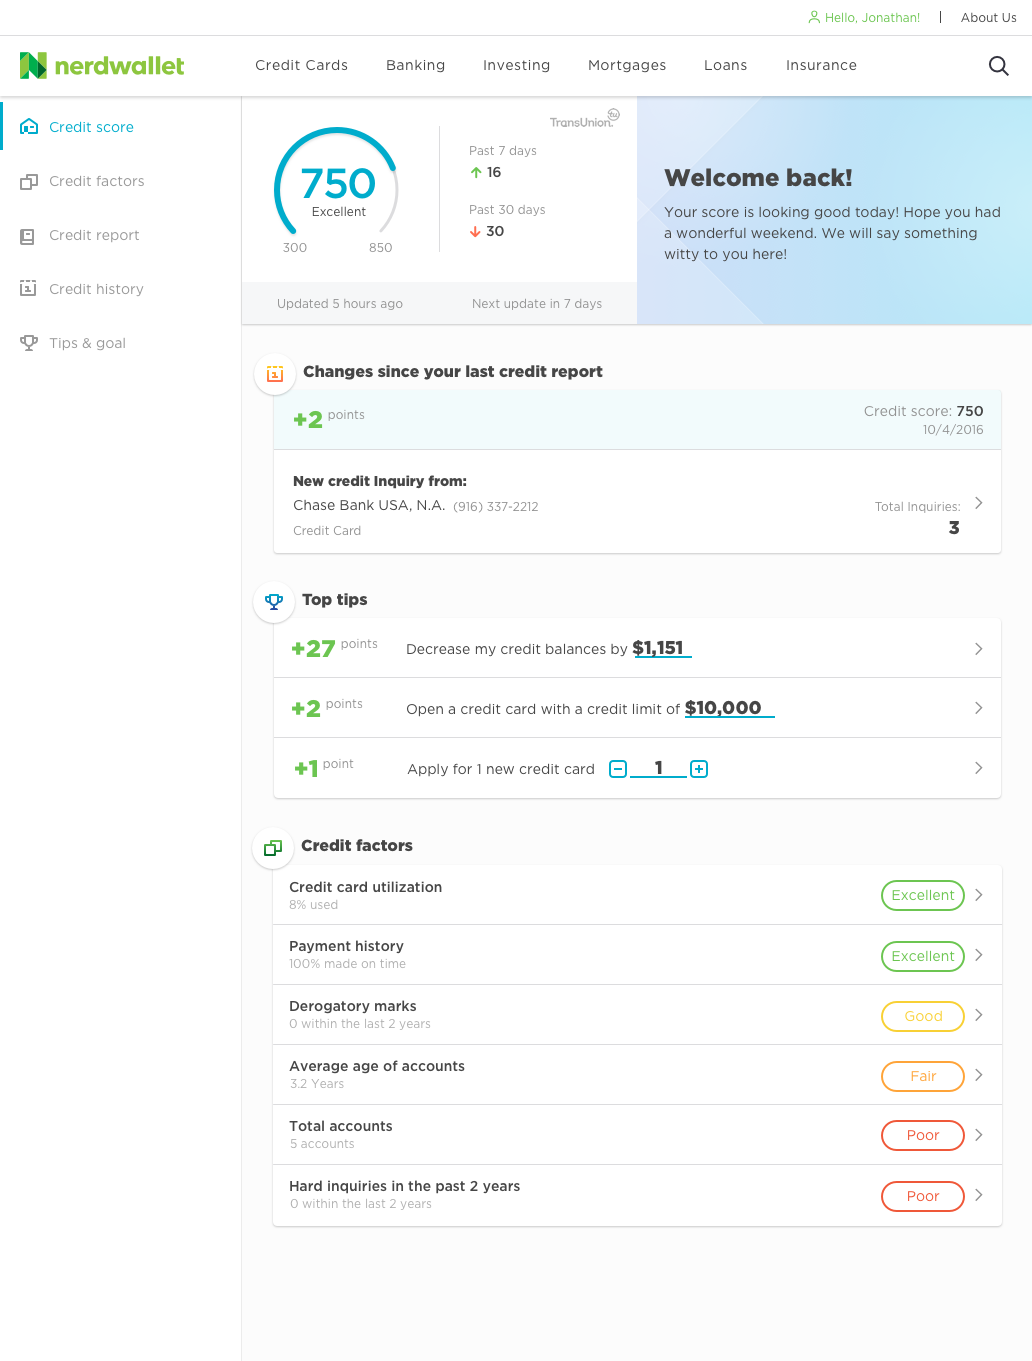 Hello, Jonathan! | About Us
nerdwallet
Credit Cards Banking Investing Mortgages Loans Insurance
Credit score
Credit factors
Credit report
Credit history
Tips & goal
750
Excellent
300 850
TransUnion. tu
Past 7 days
16
Past 30 days
30
Updated 5 hours ago Next update in 7 days
Welcome back!
Your score is looking good today! Hope you had
a wonderful weekend. We will say something
witty to you here!
Changes since your last credit report
+2 points
Credit score: 750
10/4/2016
New credit Inquiry from:
Chase Bank USA, N.A. (916) 337-2212
Credit Card
Total Inquiries:
3
Top tips
+27 points Decrease my credit balances by $1,151
+2 points Open a credit card with a credit limit of $10,000
+1 point Apply for 1 new credit card 1
Credit factors
Credit card utilization
8% used
Excellent
Payment history
100% made on time
Excellent
Derogatory marks
0 within the last 2 years
Good
Average age of accounts
3.2 Years
Fair
Total accounts
5 accounts
Poor
Hard inquiries in the past 2 years
0 within the last 2 years
Poor